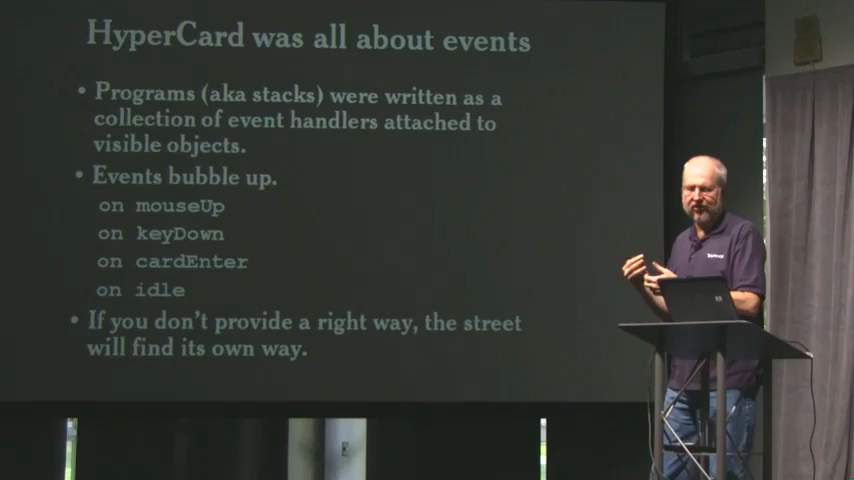 HyperCard was all about events
• Programs (aka stacks) were written as a
collection of event handlers attached to
visible objects.
• Events bubble up.
on mouseUp
on keyDown
on cardEnter
on idle
• If you don't provide a right way, the street
will find its own way.
YAHOO!